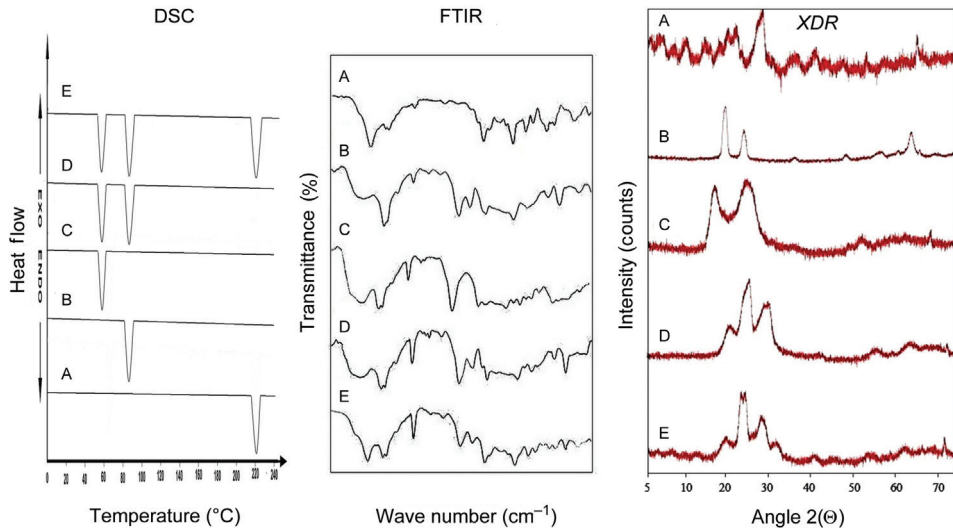 DSC
FTIR
XDR
Heat flow
ENDO EXO
E
D
C
B
A
0 20 40 60 80 100 120 140 160 180 200 220 240
Temperature (°C)
Transmittance (%)
A
B
C
D
E
Wave number (cm⁻¹)
Intensity (counts)
A
B
C
D
E
5 10 20 30 40 50 60 70
Angle 2(Θ)